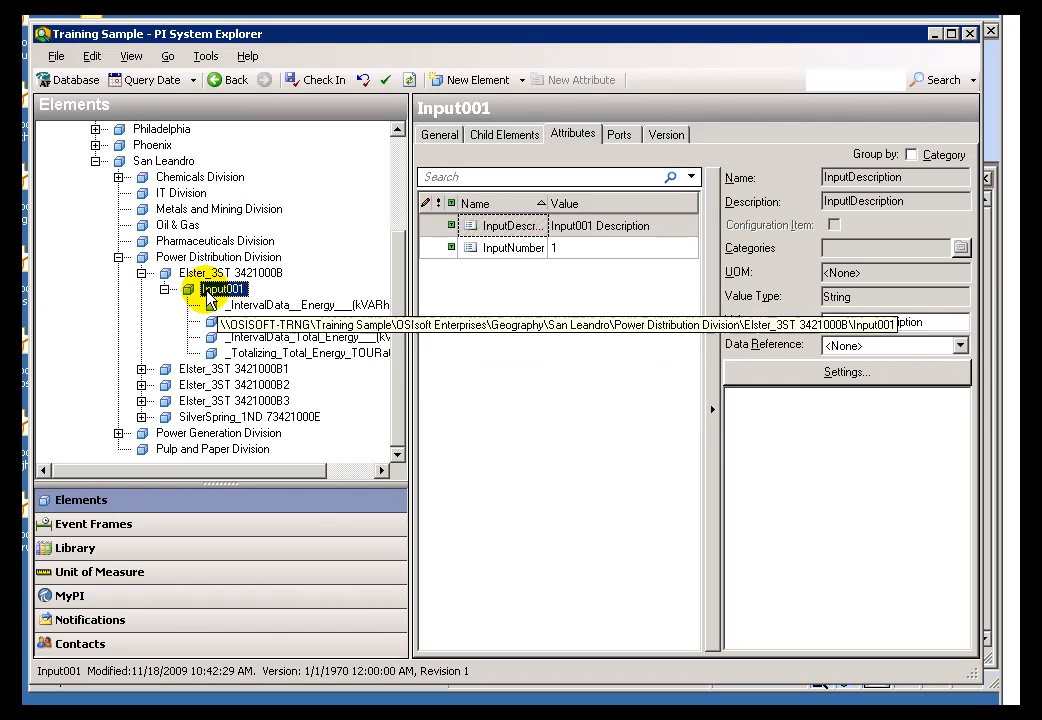 Training Sample - PI System Explorer
File Edit View Go Tools Help
Database Query Date Back Check In New Element New Attribute Search
Elements
Input001
Philadelphia
Phoenix
San Leandro
Chemicals Division
IT Division
Metals and Mining Division
Oil & Gas
Pharmaceuticals Division
Power Distribution Division
Elster_3ST 3421000B
Input001
_IntervalData__Energy___(kVARh
\\OSISOFT-TRNG\Training Sample\OSIsoft Enterprises\Geography\San Leandro\Power Distribution Division\Elster_3ST 3421000B\Input001
_IntervalData_Total_Energy___(kV
_Totalizing_Total_Energy_TOURa
Elster_3ST 3421000B1
Elster_3ST 3421000B2
Elster_3ST 3421000B3
SilverSpring_1ND 73421000E
Power Generation Division
Pulp and Paper Division
General Child Elements Attributes Ports Version
Group by: Category
Search
Name Value
InputDescr... Input001 Description
InputNumber 1
Name: InputDescription
Description: InputDescription
Configuration Item:
Categories
UOM: <None>
Value Type: String
ption
Data Reference: <None>
Settings...
Elements
Event Frames
Library
Unit of Measure
MyPI
Notifications
Contacts
Input001 Modified:11/18/2009 10:42:29 AM. Version: 1/1/1970 12:00:00 AM, Revision 1